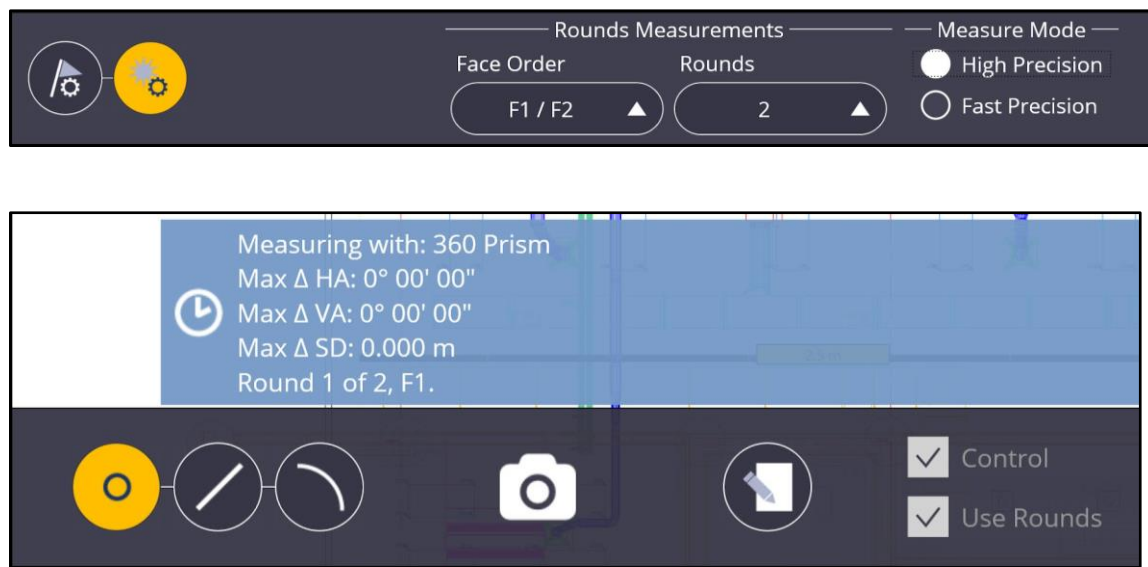 Rounds Measurements
Measure Mode
Face Order
Rounds
High Precision
F1 / F2
2
Fast Precision
Measuring with: 360 Prism
Max Δ HA: 0° 00' 00"
Max Δ VA: 0° 00' 00"
Max Δ SD: 0.000 m
Round 1 of 2, F1.
Control
Use Rounds